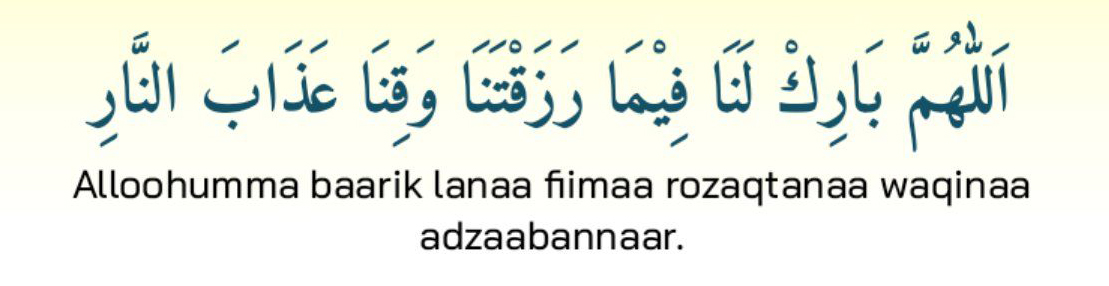 اَللّٰهُمَّ بَارِكْ لَنَا فِيْمَا رَزَقْتَنَا وَقِنَا عَذَابَ النَّارِ
Alloohumma baarik lanaa fiimaa rozaqtanaa waqinaa
adzaabannaar.